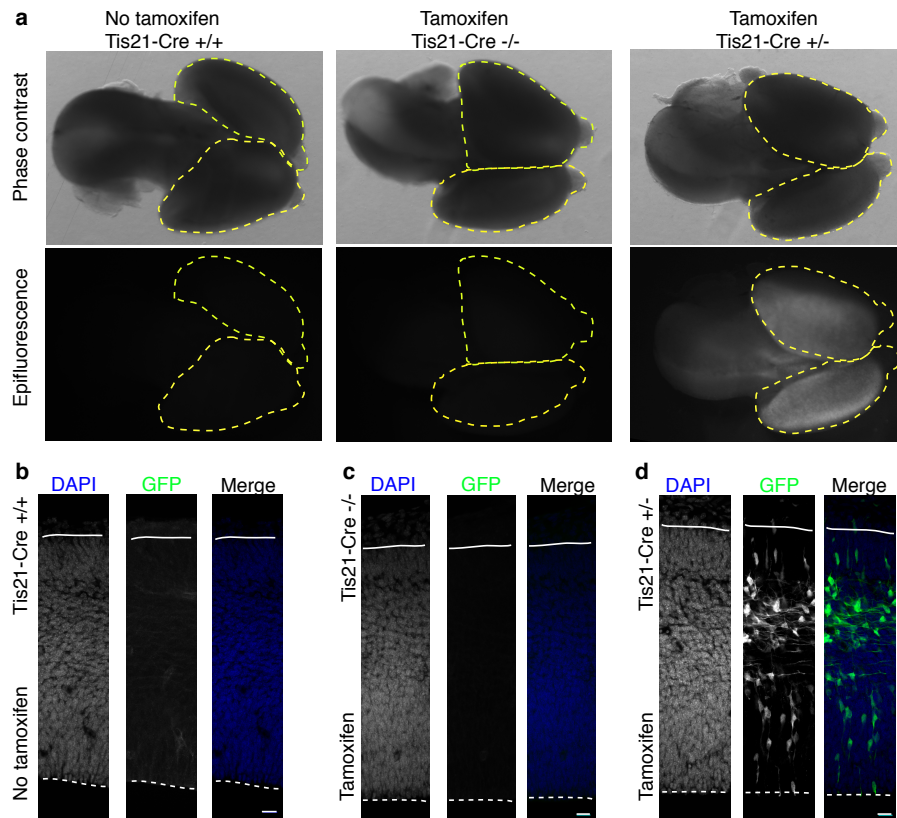 a
No tamoxifen
Tis21-Cre +/+
Tamoxifen
Tis21-Cre -/-
Tamoxifen
Tis21-Cre +/-
Phase contrast
Epifluorescence
b
DAPI
GFP
Merge
Tis21-Cre +/+
No tamoxifen
c
DAPI
GFP
Merge
Tis21-Cre -/-
Tamoxifen
d
DAPI
GFP
Merge
Tis21-Cre +/-
Tamoxifen